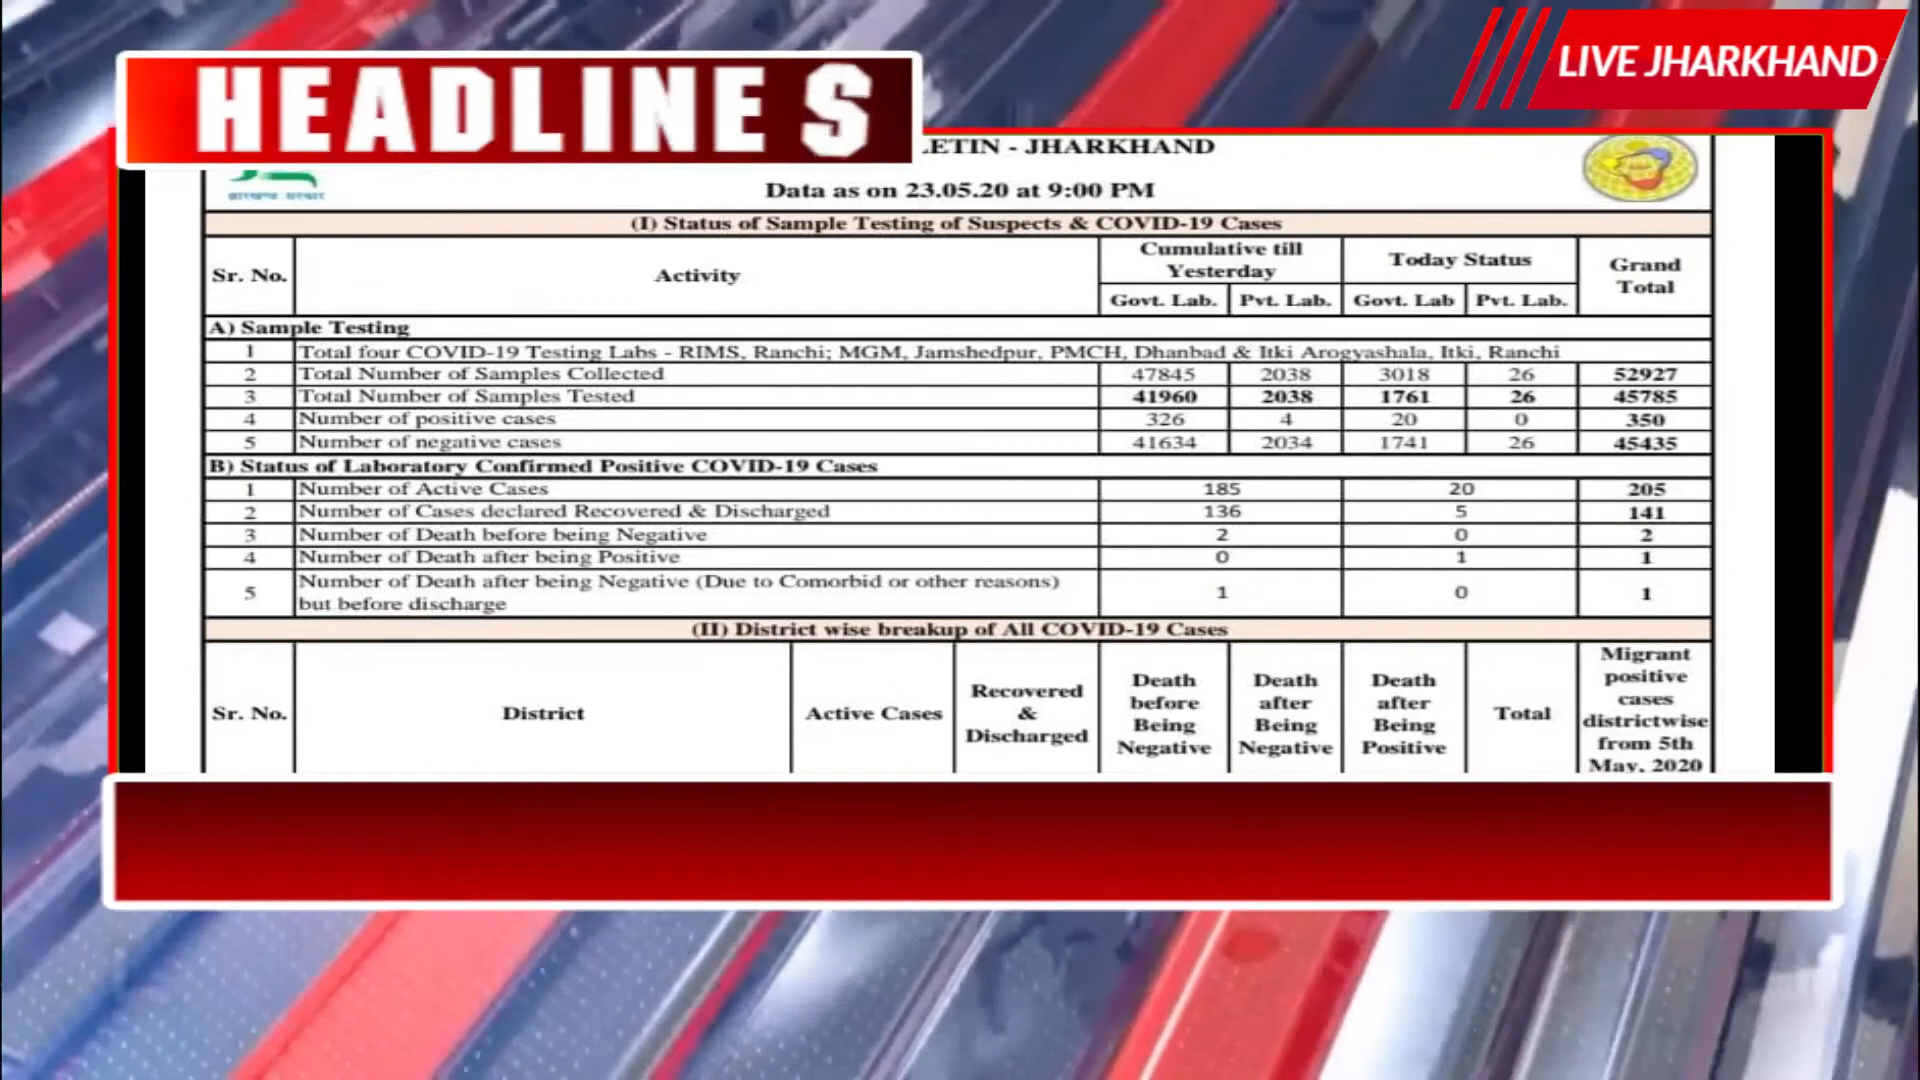 HEADLINES
LIVE JHARKHAND
LETIN - JHARKHAND
झारखण्ड सरकार
Data as on 23.05.20 at 9:00 PM
(I) Status of Sample Testing of Suspects & COVID-19 Cases
Sr. No. Activity Cumulative till Yesterday Today Status Grand Total
Govt. Lab. Pvt. Lab. Govt. Lab Pvt. Lab.
A) Sample Testing
1 Total four COVID-19 Testing Labs - RIMS, Ranchi; MGM, Jamshedpur, PMCH, Dhanbad & Itki Arogyashala, Itki, Ranchi
2 Total Number of Samples Collected 47845 2038 3018 26 52927
3 Total Number of Samples Tested 41960 2038 1761 26 45785
4 Number of positive cases 326 4 20 0 350
5 Number of negative cases 41634 2034 1741 26 45435
B) Status of Laboratory Confirmed Positive COVID-19 Cases
1 Number of Active Cases 185 20 205
2 Number of Cases declared Recovered & Discharged 136 5 141
3 Number of Death before being Negative 2 0 2
4 Number of Death after being Positive 0 1 1
5 Number of Death after being Negative (Due to Comorbid or other reasons)
but before discharge 1 0 1
(II) District wise breakup of All COVID-19 Cases
Sr. No. District Active Cases Recovered & Discharged Death before Being Negative Death after Being Negative Death after Being Positive Total Migrant positive cases districtwise from 5th May, 2020